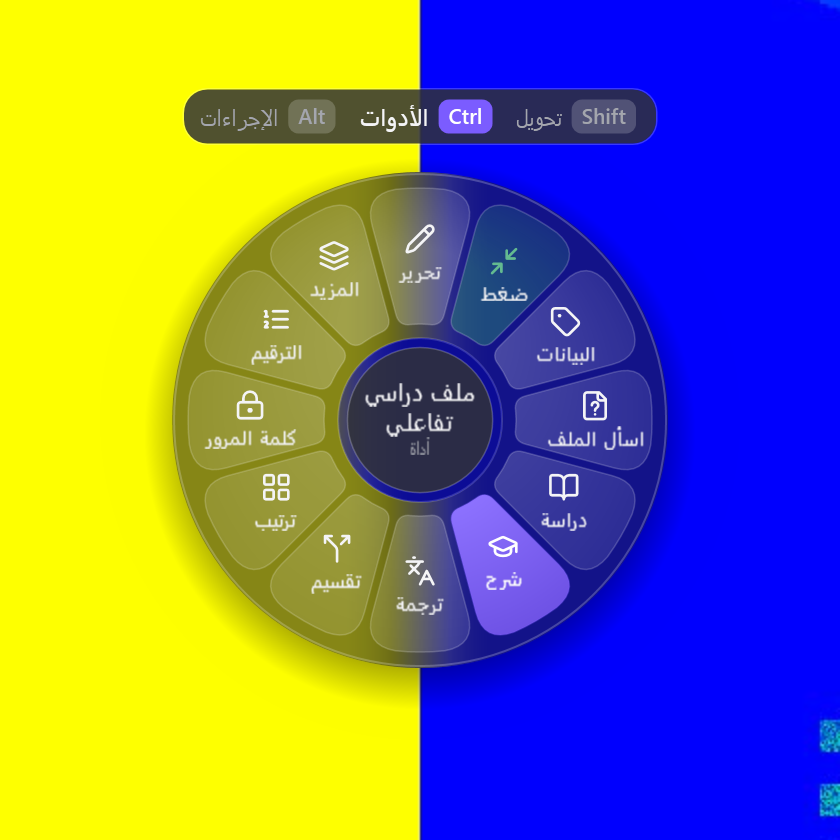 Shift تحويل Ctrl الأدوات Alt الإجراءات
تحرير
ضغط
البيانات
اسأل الملف
دراسة
شرح
ترجمة
تقسيم
ترتيب
كلمة المرور
الترقيم
المزيد
ملف دراسي
تفاعلي
أداة